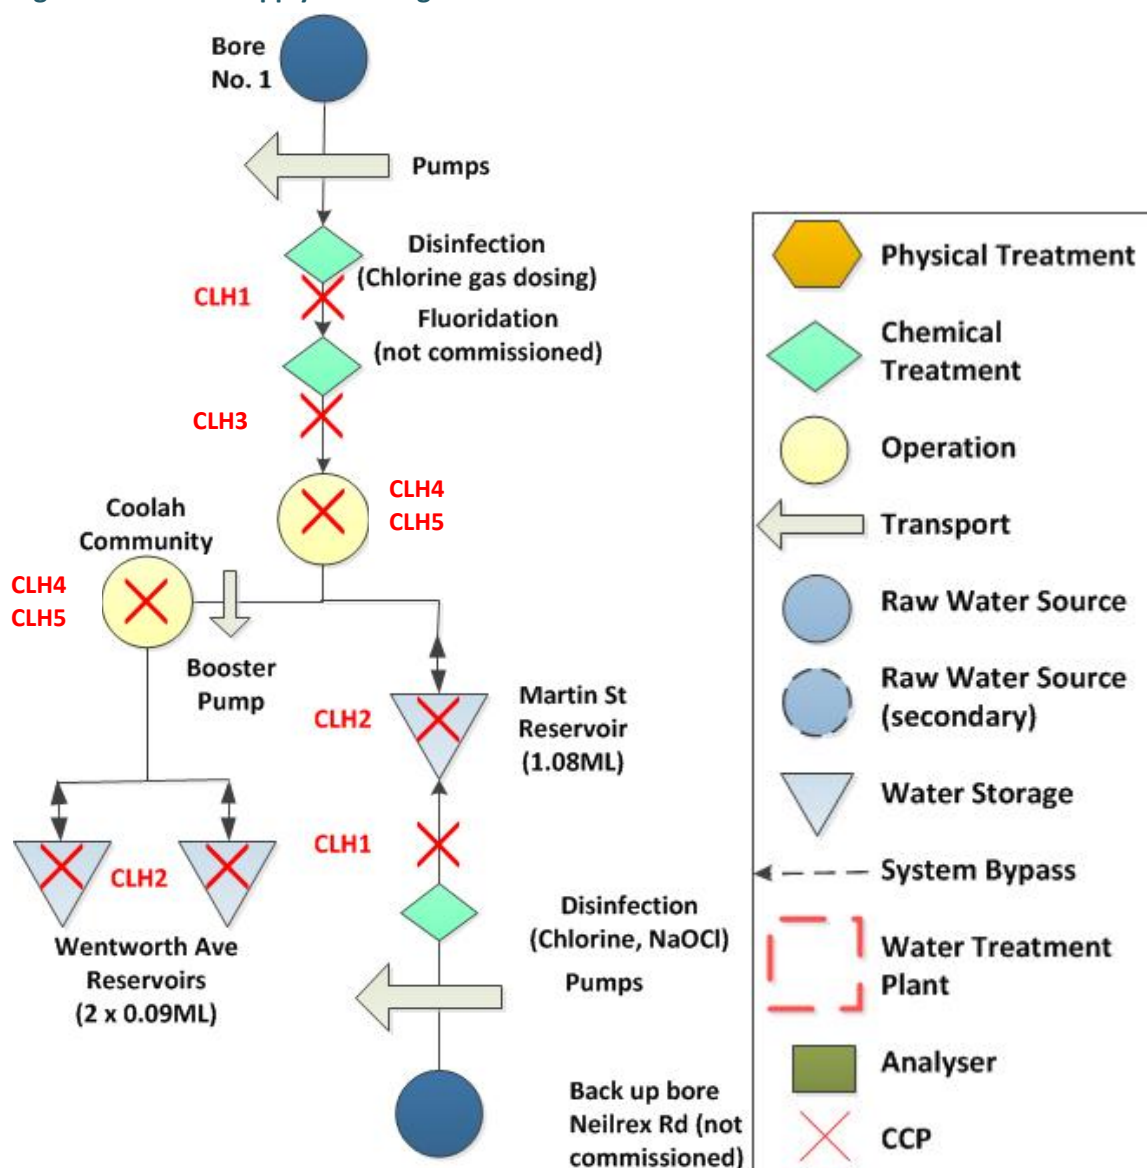 Bore
No. 1
Pumps
Disinfection
(Chlorine gas dosing)
CLH1
Fluoridation
(not commissioned)
CLH3
CLH4
CLH5
Coolah
Community
CLH4
CLH5
Booster
Pump
CLH2
Martin St
Reservoir
(1.08ML)
CLH1
CLH2
Wentworth Ave
Reservoirs
(2 x 0.09ML)
Disinfection
(Chlorine, NaOCl)
Pumps
Back up bore
Neilrex Rd (not
commissioned)
Physical Treatment
Chemical
Treatment
Operation
Transport
Raw Water Source
Raw Water Source
(secondary)
Water Storage
System Bypass
Water Treatment
Plant
Analyser
CCP